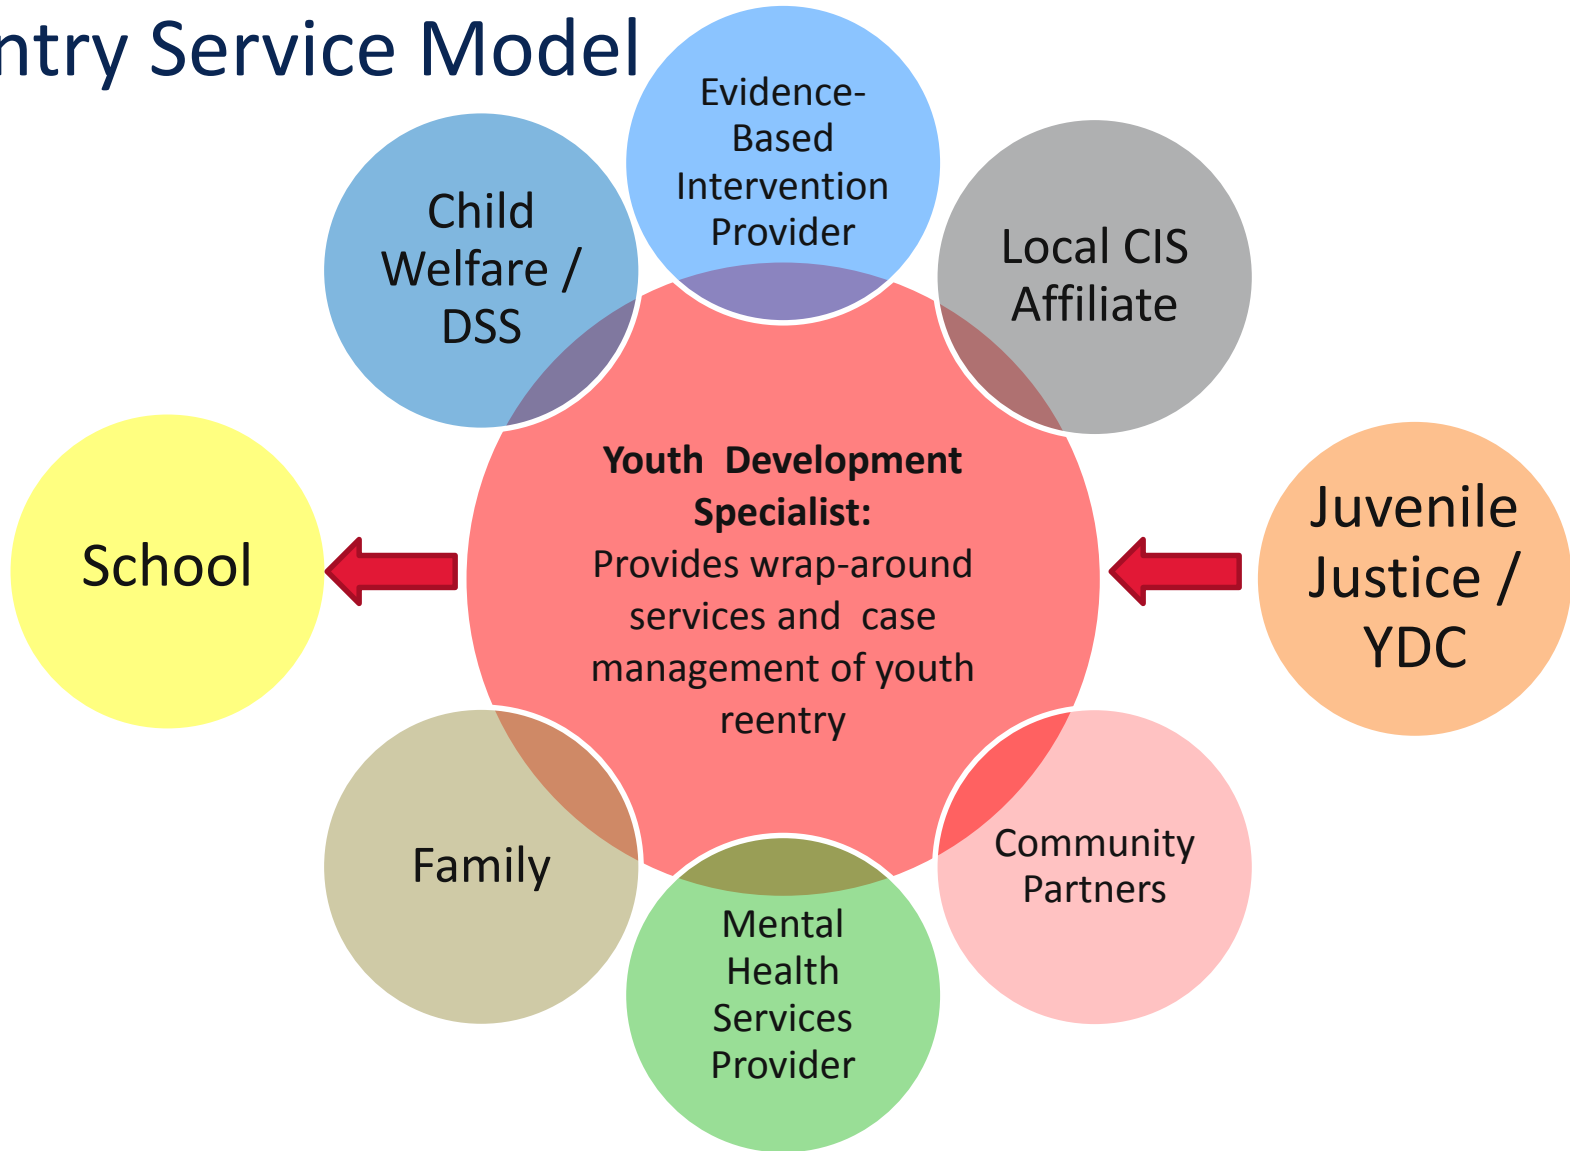 ntry Service Model
Evidence-
Based
Intervention
Provider
Child
Welfare /
DSS
Local CIS
Affiliate
Youth  Development
Specialist:
Provides wrap-around
services and  case
management of youth
reentry
School
Juvenile
Justice /
YDC
Family
Community
Partners
Mental
Health
Services
Provider